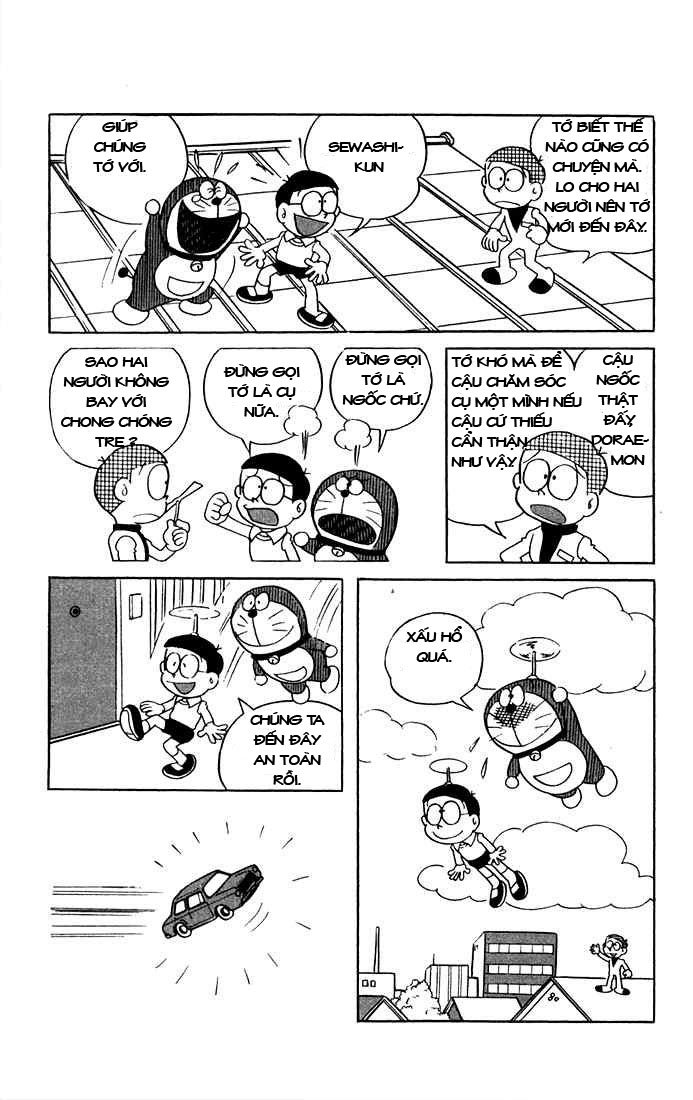 GIÚP
CHÚNG
TỚ VỚI.
SEWASHI-
KUN
TỚ BIẾT THẾ
NÀO CŨNG CÓ
CHUYỆN MÀ.
LO CHO HAI
NGƯỜI NÊN TỚ
MỚI ĐẾN ĐÂY.
SAO HAI
NGƯỜI KHÔNG
BAY VỚI
CHONG CHÓNG
TRE ?
ĐỪNG GỌI
TỚ LÀ CỤ
NỮA.
ĐỪNG GỌI
TỚ LÀ
NGỐC CHỨ.
TỚ KHÓ MÀ ĐỂ
CẬU CHĂM SÓC
CỤ MỘT MÌNH NẾU
CẬU CỨ THIẾU
CẨN THẬN
NHƯ VẬY
CẬU
NGỐC
THẬT
ĐẤY,
DORAE-
MON
CHÚNG TA
ĐẾN ĐÂY
AN TOÀN
RỒI.
XẤU HỔ
QUÁ.